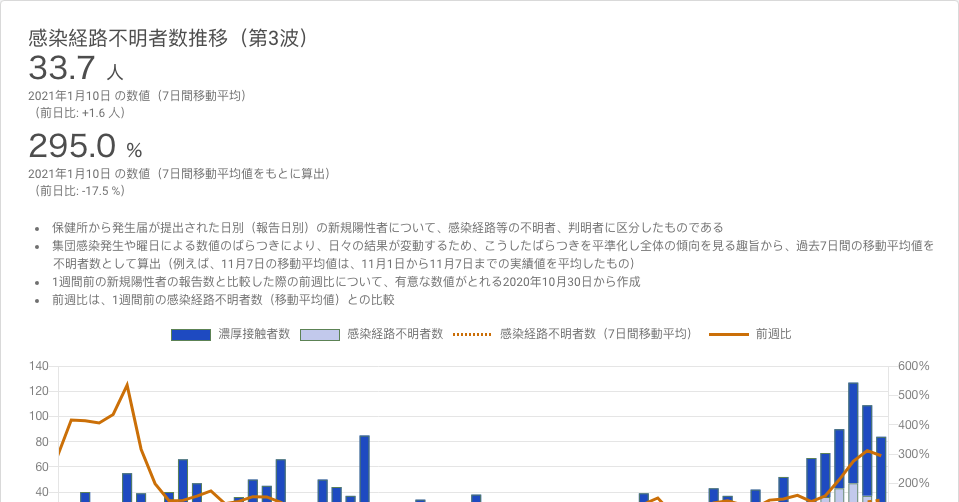 感染経路不明者数推移（第3波）
33.7 人
2021年1月10日 の数値（7日間移動平均）
（前日比: +1.6 人）
295.0 %
2021年1月10日 の数値（7日間移動平均値をもとに算出）
（前日比: -17.5 %）
• 保健所から発生届が提出された日別（報告日別）の新規陽性者について、感染経路等の不明者、判明者に区分したものである
• 集団感染発生や曜日による数値のばらつきにより、日々の結果が変動するため、こうしたばらつきを平準化し全体の傾向を見る趣旨から、過去7日間の移動平均値を
不明者数として算出（例えば、11月7日の移動平均値は、11月1日から11月7日までの実績値を平均したもの）
• 1週間前の新規陽性者の報告数と比較した際の前週比について、有意な数値がとれる2020年10月30日から作成
• 前週比は、1週間前の感染経路不明者数（移動平均値）との比較
濃厚接触者数 感染経路不明者数 感染経路不明者数（7日間移動平均） 前週比
140 600%
120 500%
100 400%
80 300%
60 200%
40